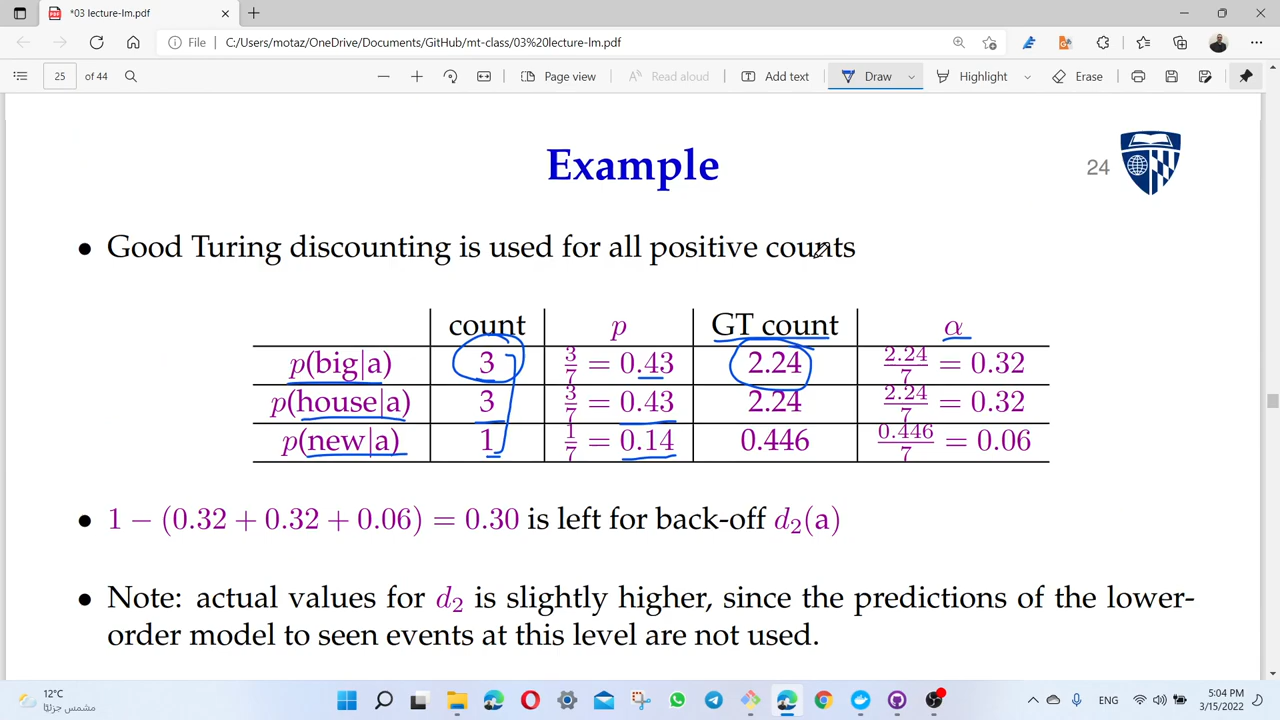 *03 lecture-lm.pdf
File C:/Users/motaz/OneDrive/Documents/GitHub/mt-class/03%20lecture-lm.pdf
25 of 44 Page view Read aloud Add text Draw Highlight Erase
Example
24
• Good Turing discounting is used for all positive counts
count p GT count α
p(big|a) 3 3/7 = 0.43 2.24 2.24/7 = 0.32
p(house|a) 3 3/7 = 0.43 2.24 2.24/7 = 0.32
p(new|a) 1 1/7 = 0.14 0.446 0.446/7 = 0.06
• 1 − (0.32 + 0.32 + 0.06) = 0.30 is left for back-off d₂(a)
• Note: actual values for d₂ is slightly higher, since the predictions of the lower-
order model to seen events at this level are not used.
12°C
مشمس جزئيًا
ENG
5:04 PM
3/15/2022